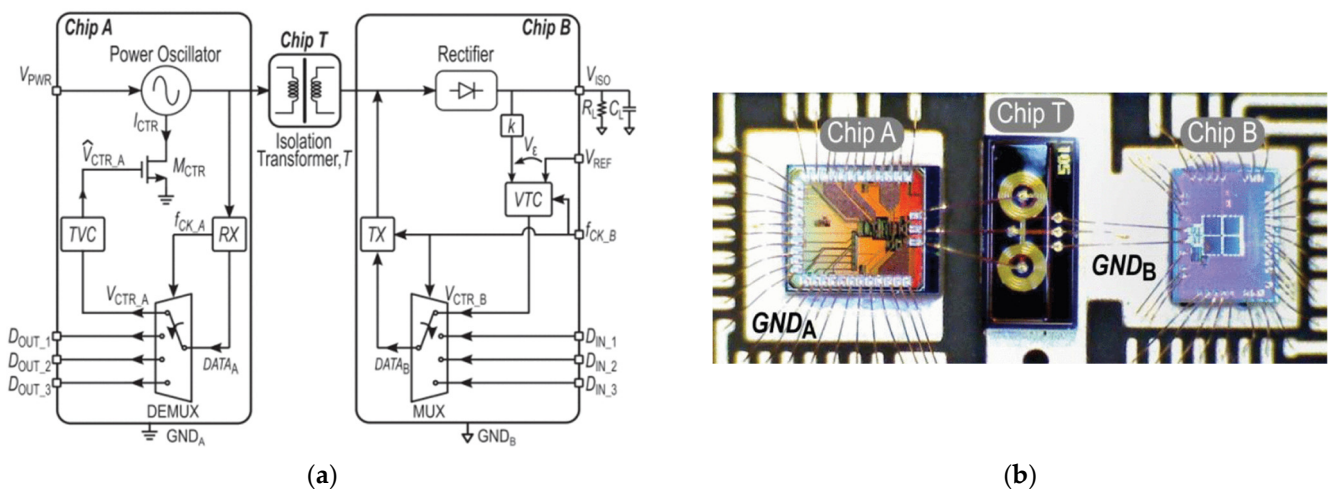 Chip A
Power Oscillator
V_PWR
I_CTR
V̂_CTR_A
M_CTR
TVC
f_CK_A
RX
V_CTR_A
D_OUT_1
D_OUT_2
D_OUT_3
DATA_A
DEMUX
GND_A
Chip T
Isolation
Transformer, T
Chip B
Rectifier
V_ISO
R_L C_L
k
V_ε
V_REF
VTC
TX
f_CK_B
V_CTR_B
D_IN_1
D_IN_2
D_IN_3
DATA_B
MUX
GND_B
(a)
Chip A
Chip T
Chip B
101
GND_A
GND_B
(b)